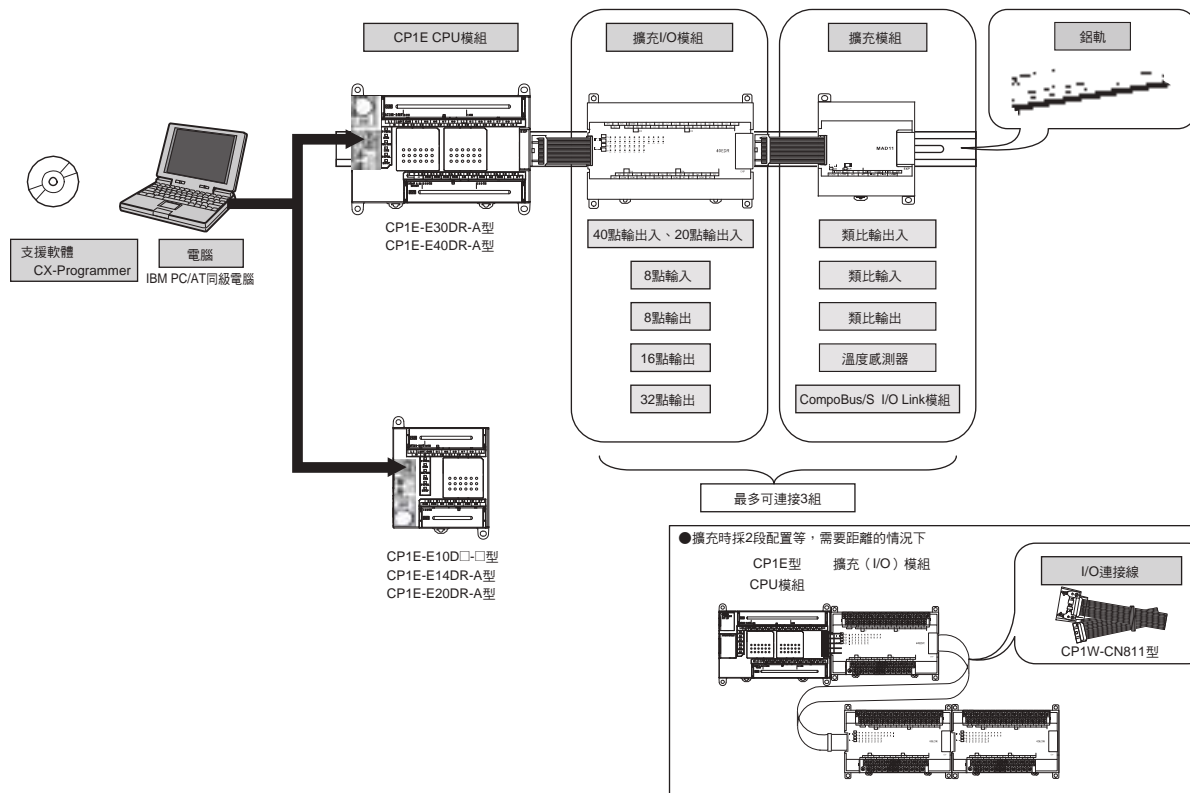 CP1E CPU模組
擴充I/O模組
擴充模組
鋁軌
MAD11
CP1E-E30DR-A型
CP1E-E40DR-A型
支援軟體
CX-Programmer
電腦
IBM PC/AT同級電腦
40點輸出入、20點輸出入
8點輸入
8點輸出
16點輸出
32點輸出
類比輸出入
類比輸入
類比輸出
溫度感測器
CompoBus/S I/O Link模組
最多可連接3組
CP1E-E10D□-□型
CP1E-E14DR-A型
CP1E-E20DR-A型
●擴充時採2段配置等，需要距離的情況下
CP1E型
CPU模組
擴充（I/O）模組
I/O連接線
CP1W-CN811型